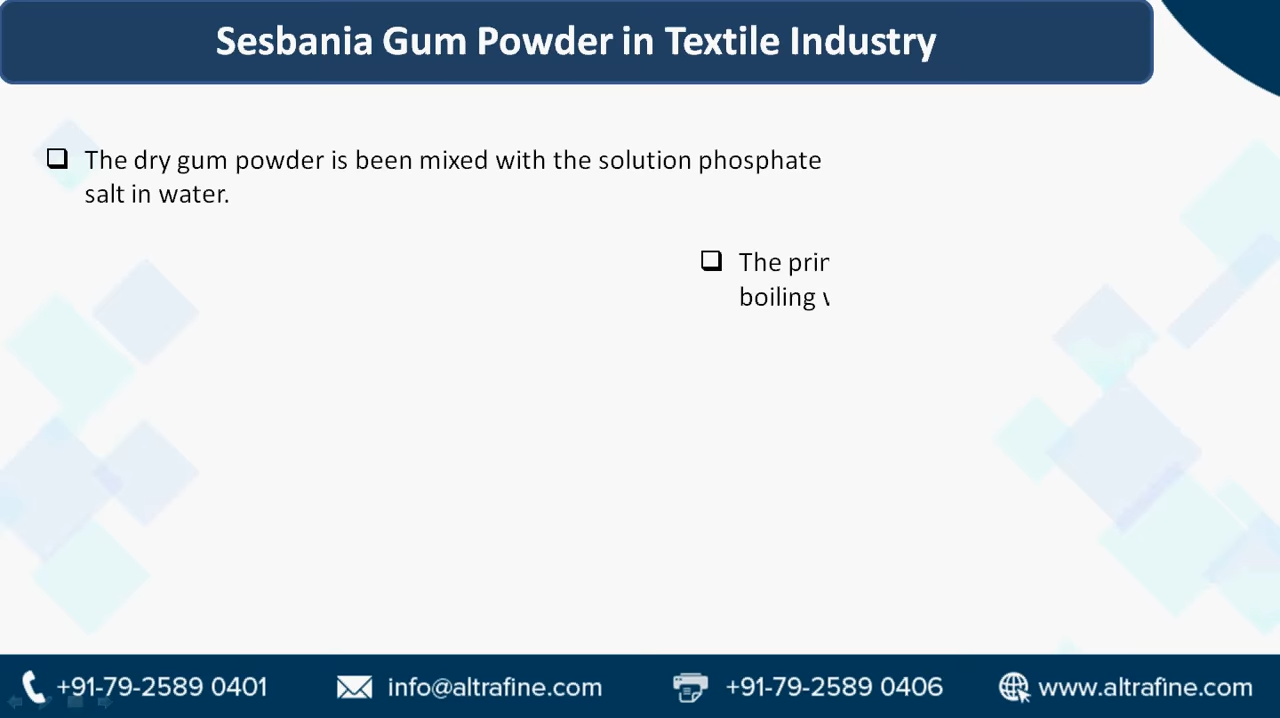 Sesbania Gum Powder in Textile Industry
The dry gum powder is been mixed with the solution phosphate
salt in water.
The
boiling
+91-79-2589 0401
info@altrafine.com
+91-79-2589 0406
www.altrafine.com